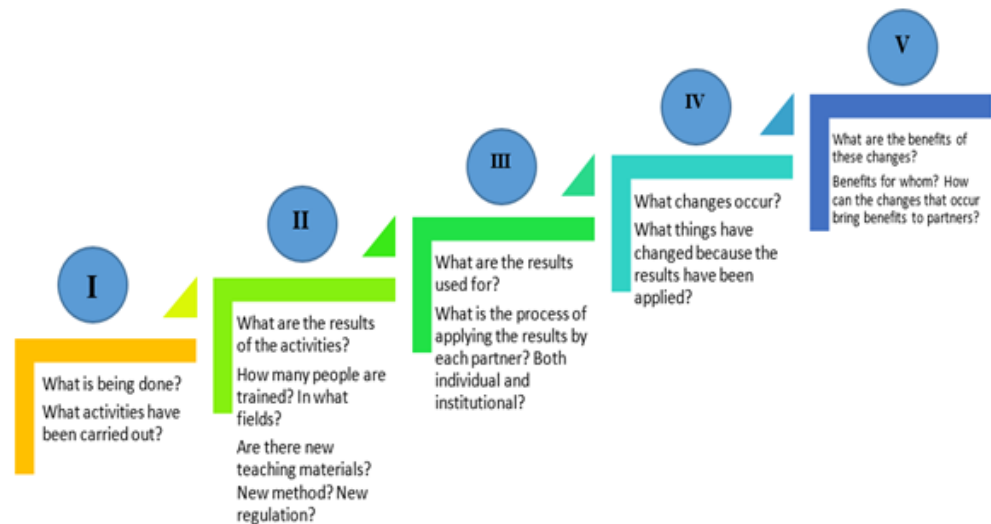 I
What is being done?
What activities have
been carried out?
II
What are the results
of the activities?
How many people are
trained? In what
fields?
Are there new
teaching materials?
New method? New
regulation?
III
What are the results
used for?
What is the process of
applying the results by
each partner? Both
individual and
institutional?
IV
What changes occur?
What things have
changed because the
results have been
applied?
V
What are the benefits of
these changes?
Benefits for whom? How
can the changes that occur
bring benefits to partners?